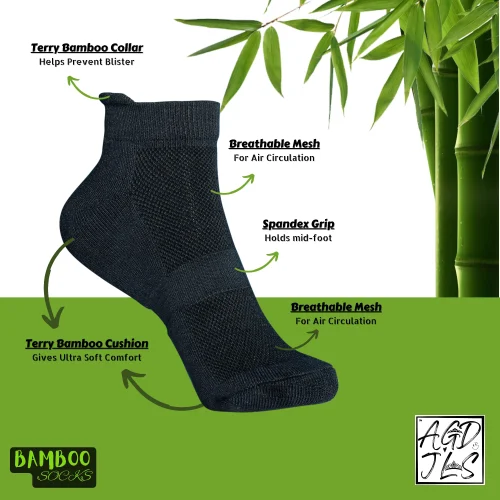 Terry Bamboo Collar
Helps Prevent Blister
Breathable Mesh
For Air Circulation
Spandex Grip
Holds mid-foot
Breathable Mesh
For Air Circulation
Terry Bamboo Cushion
Gives Ultra Soft Comfort
BAMBOO
SOCKS
AGD
JLS